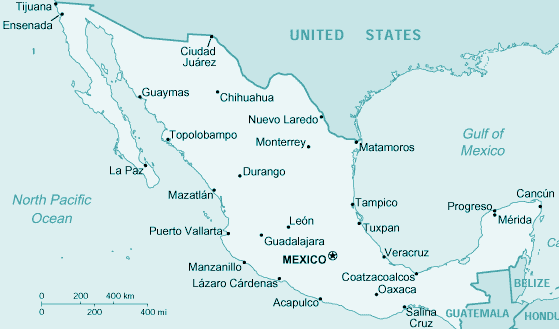 Tijuana
Ensenada
Ciudad
Juárez
UNITED STATES
Guaymas
Chihuahua
Nuevo Laredo
Topolobampo
Monterrey
Matamoros
Gulf of
Mexico
La Paz
Durango
North Pacific
Ocean
Mazatlán
Tampico
Cancún
Progreso
Mérida
León
Tuxpan
Puerto Vallarta
Guadalajara
Ca
MEXICO
Veracruz
Manzanillo
Coatzacoalcos
Lázaro Cárdenas
Oaxaca
BELIZE
0 200 400 km
0 200 400 mi
Acapulco
Salina
Cruz
GUATEMALA
HONDU